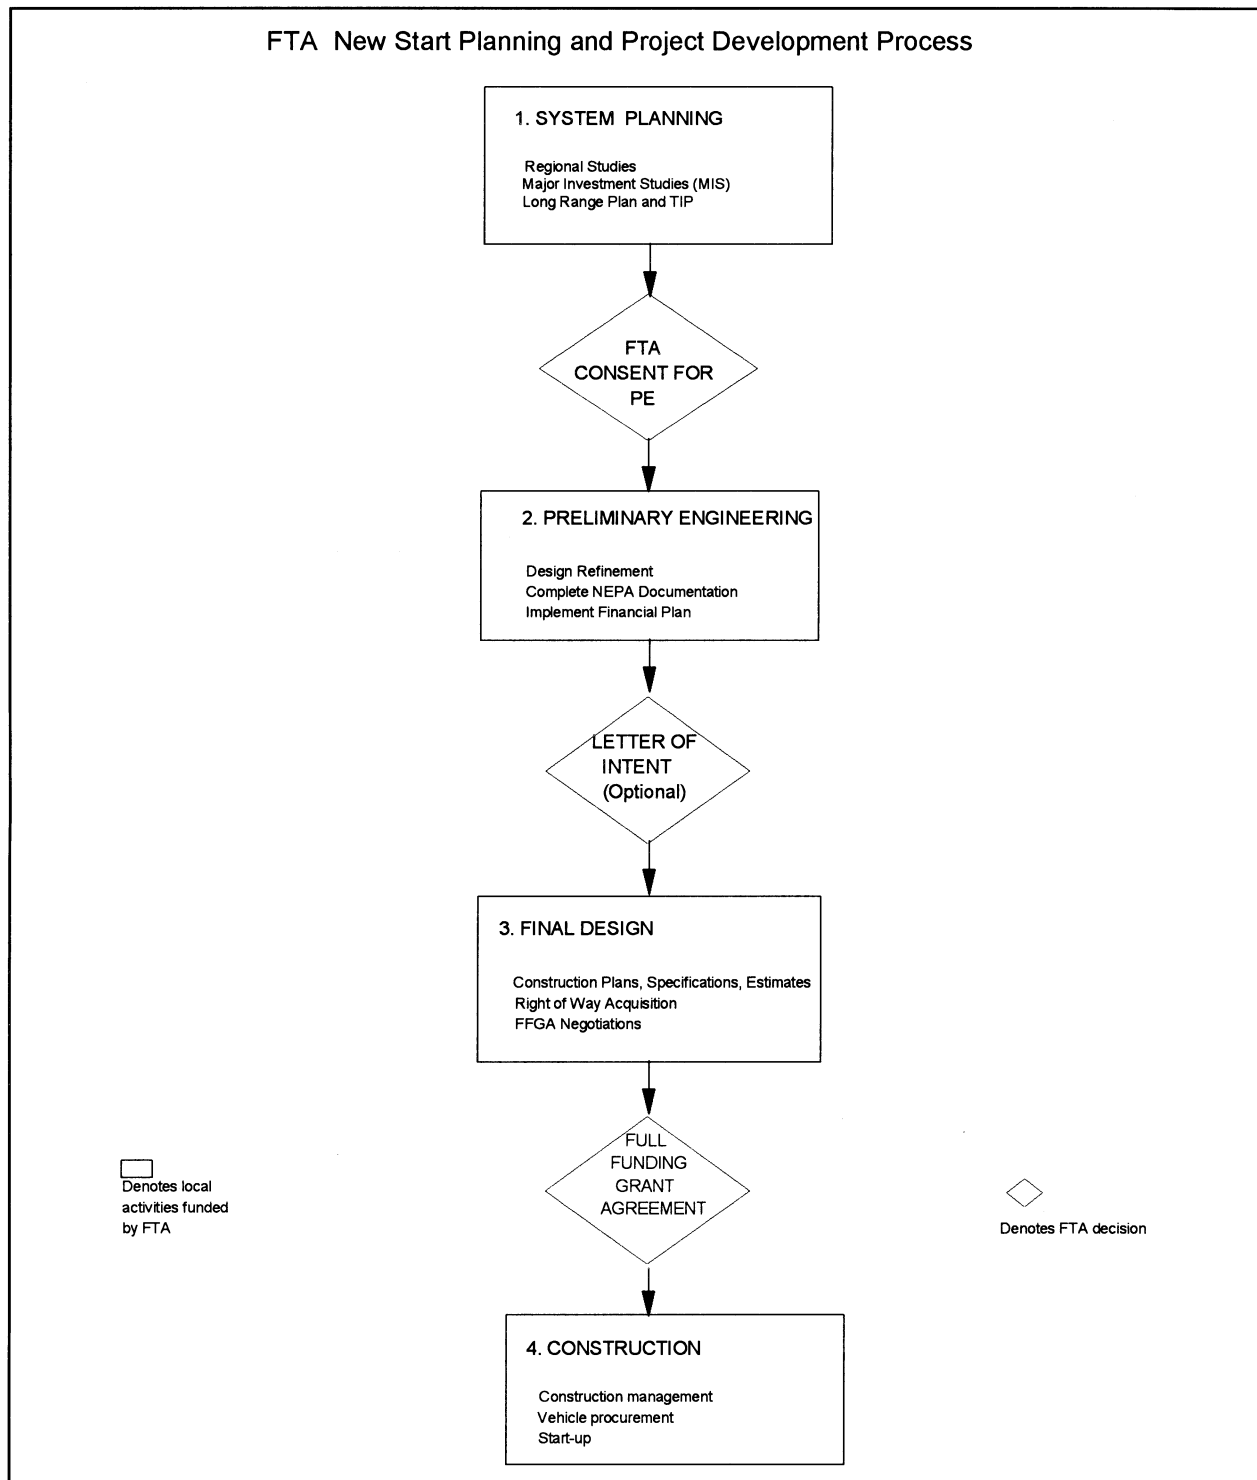 FTA New Start Planning and Project Development Process
1. SYSTEM PLANNING
Regional Studies
Major Investment Studies (MIS)
Long Range Plan and TIP
FTA
CONSENT FOR
PE
2. PRELIMINARY ENGINEERING
Design Refinement
Complete NEPA Documentation
Implement Financial Plan
LETTER OF
INTENT
(Optional)
3. FINAL DESIGN
Construction Plans, Specifications, Estimates
Right of Way Acquisition
FFGA Negotiations
FULL
FUNDING
GRANT
AGREEMENT
Denotes local
activities funded
by FTA
Denotes FTA decision
4. CONSTRUCTION
Construction management
Vehicle procurement
Start-up